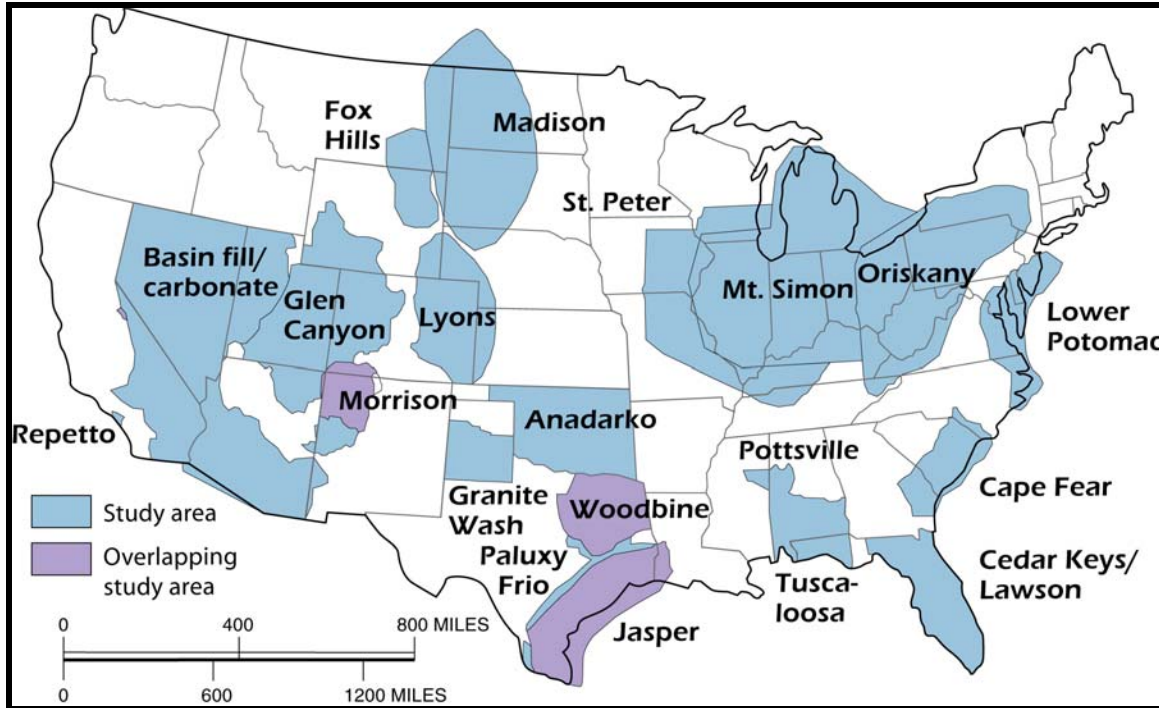 Fox
Hills
Madison
St. Peter
Basin fill/
carbonate
Glen
Canyon
Lyons
Mt. Simon
Oriskany
Lower
Potomac
Morrison
Anadarko
Repetto
Pottsville
Granite
Wash
Woodbine
Cape Fear
Paluxy
Frio
Tusca-
loosa
Cedar Keys/
Lawson
Jasper
Study area
Overlapping
study area
0 400 800 MILES
0 600 1200 MILES